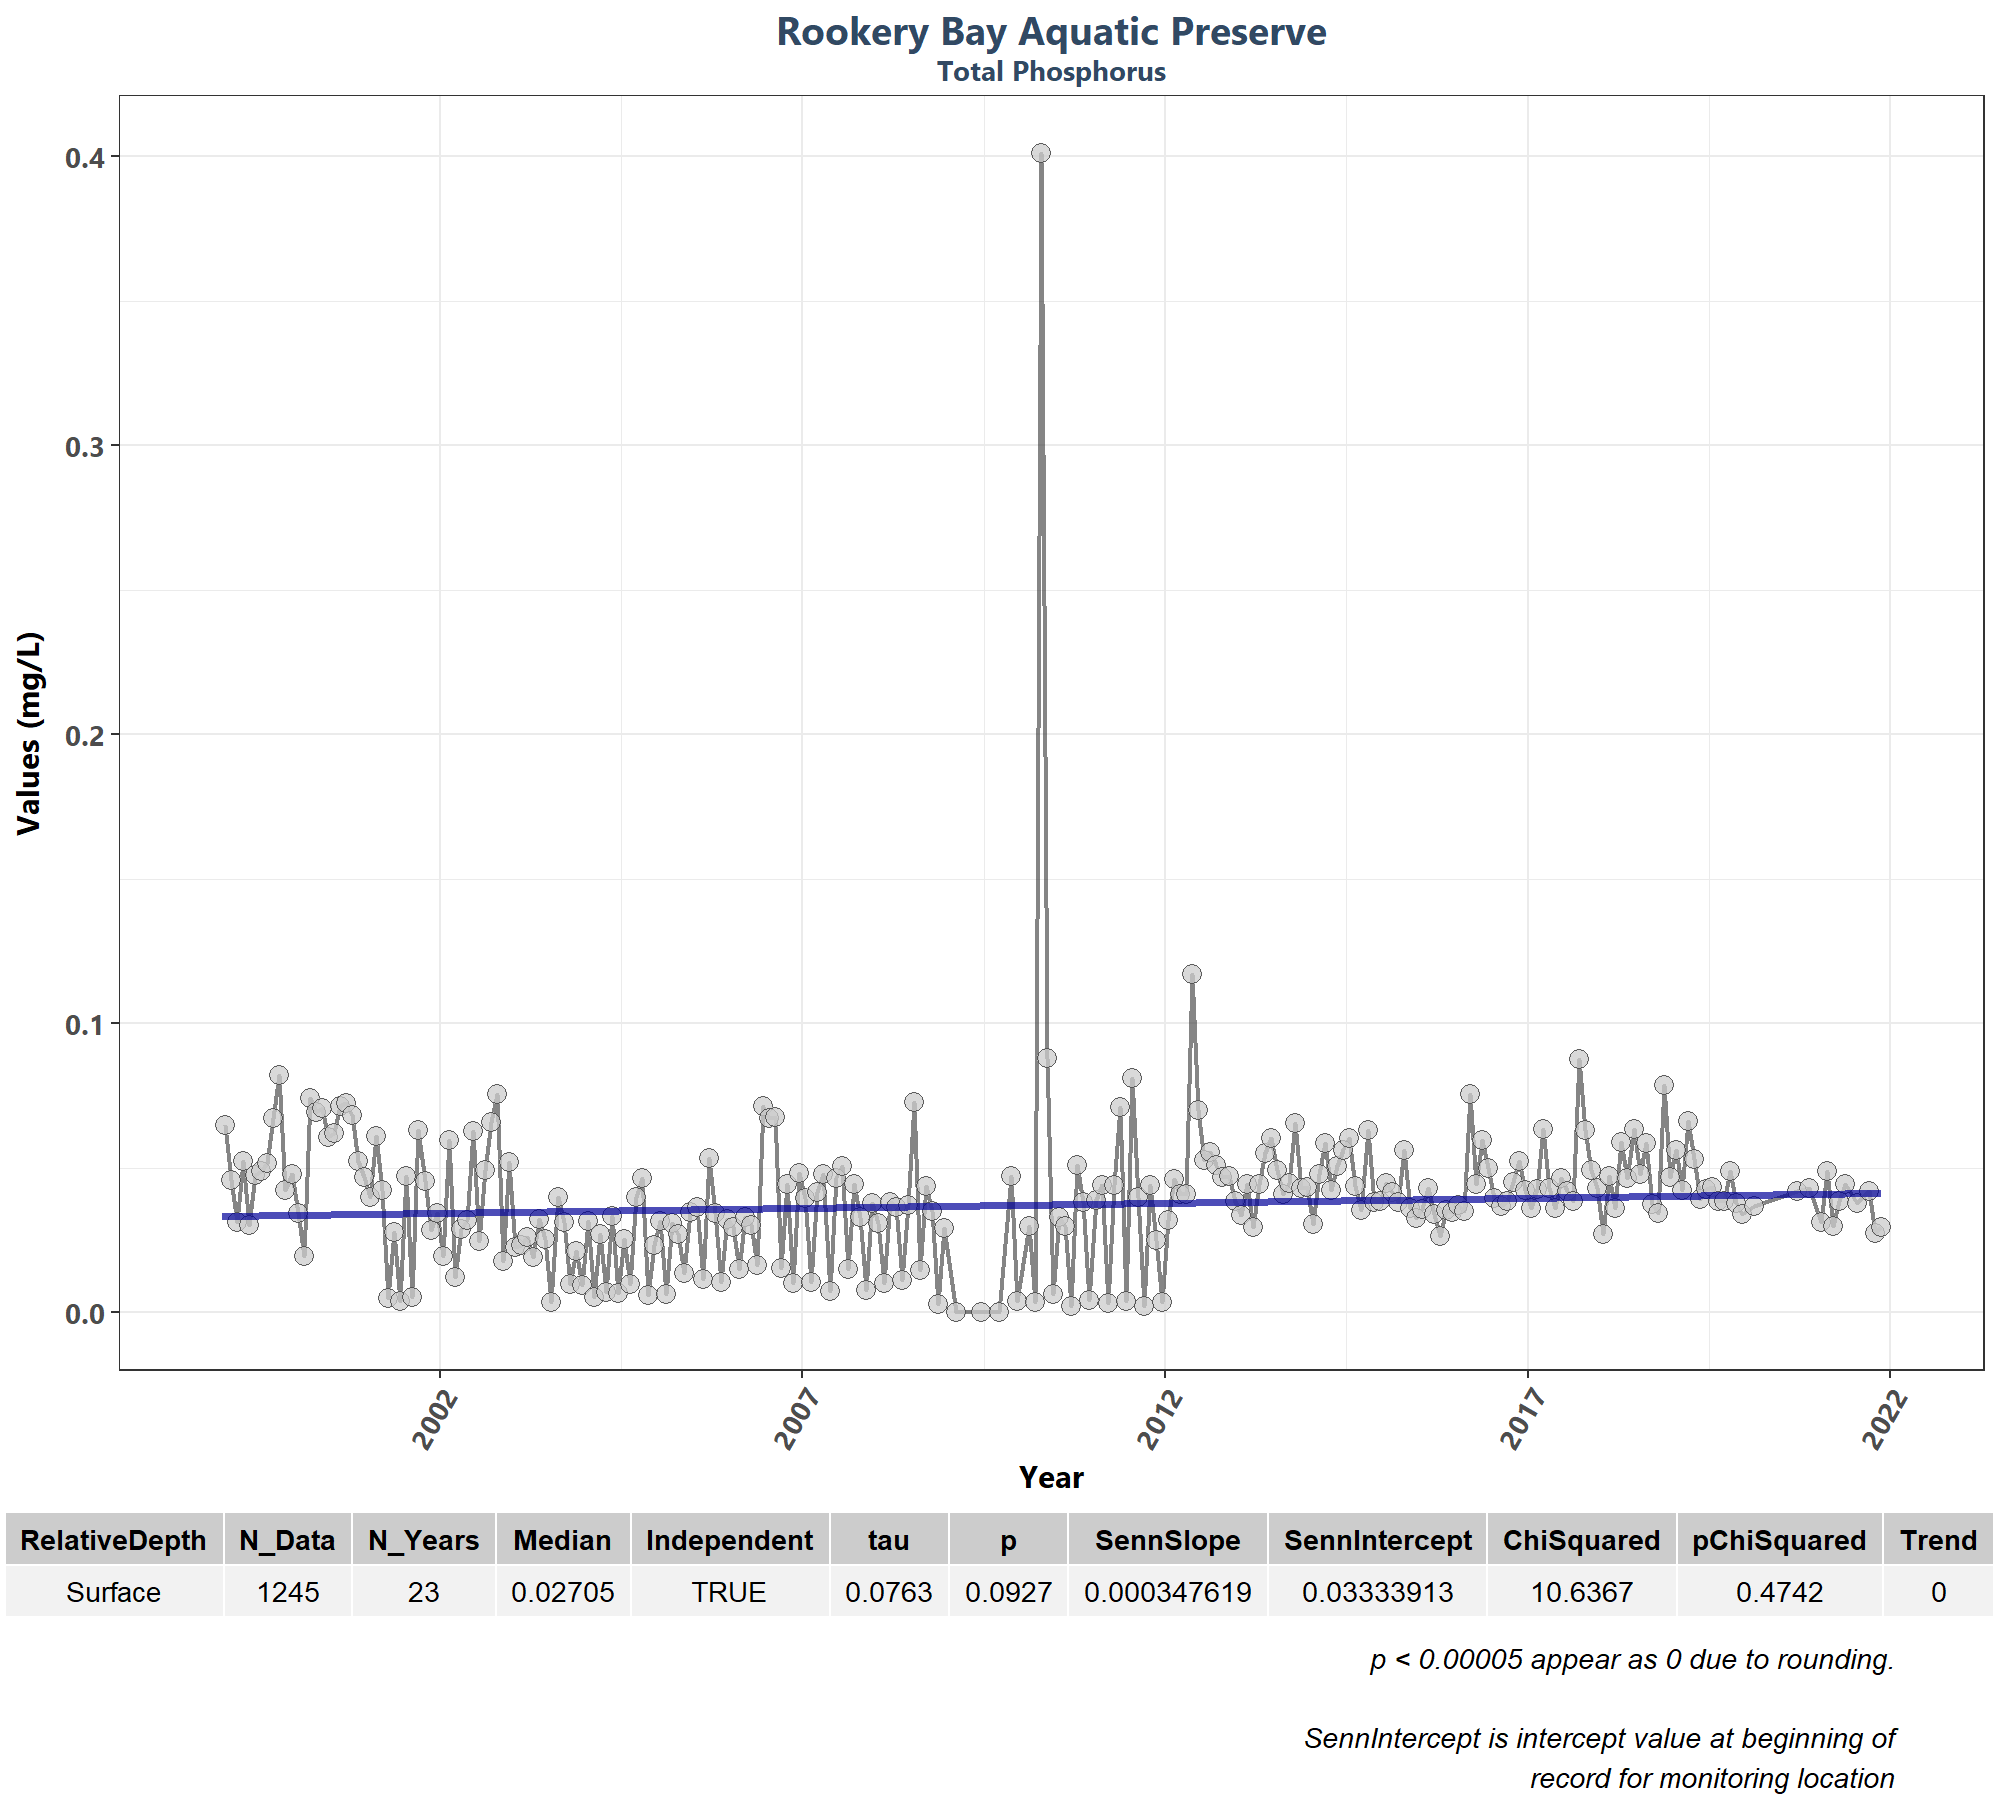 Rookery Bay Aquatic Preserve
Total Phosphorus
Values (mg/L)
0.4
0.3
0.2
0.1
0.0
2002 2007 2012 2017 2022
Year
RelativeDepth N_Data N_Years Median Independent tau p SennSlope SennIntercept ChiSquared pChiSquared Trend
Surface 1245 23 0.02705 TRUE 0.0763 0.0927 0.000347619 0.03333913 10.6367 0.4742 0
p < 0.00005 appear as 0 due to rounding.
SennIntercept is intercept value at beginning of
record for monitoring location